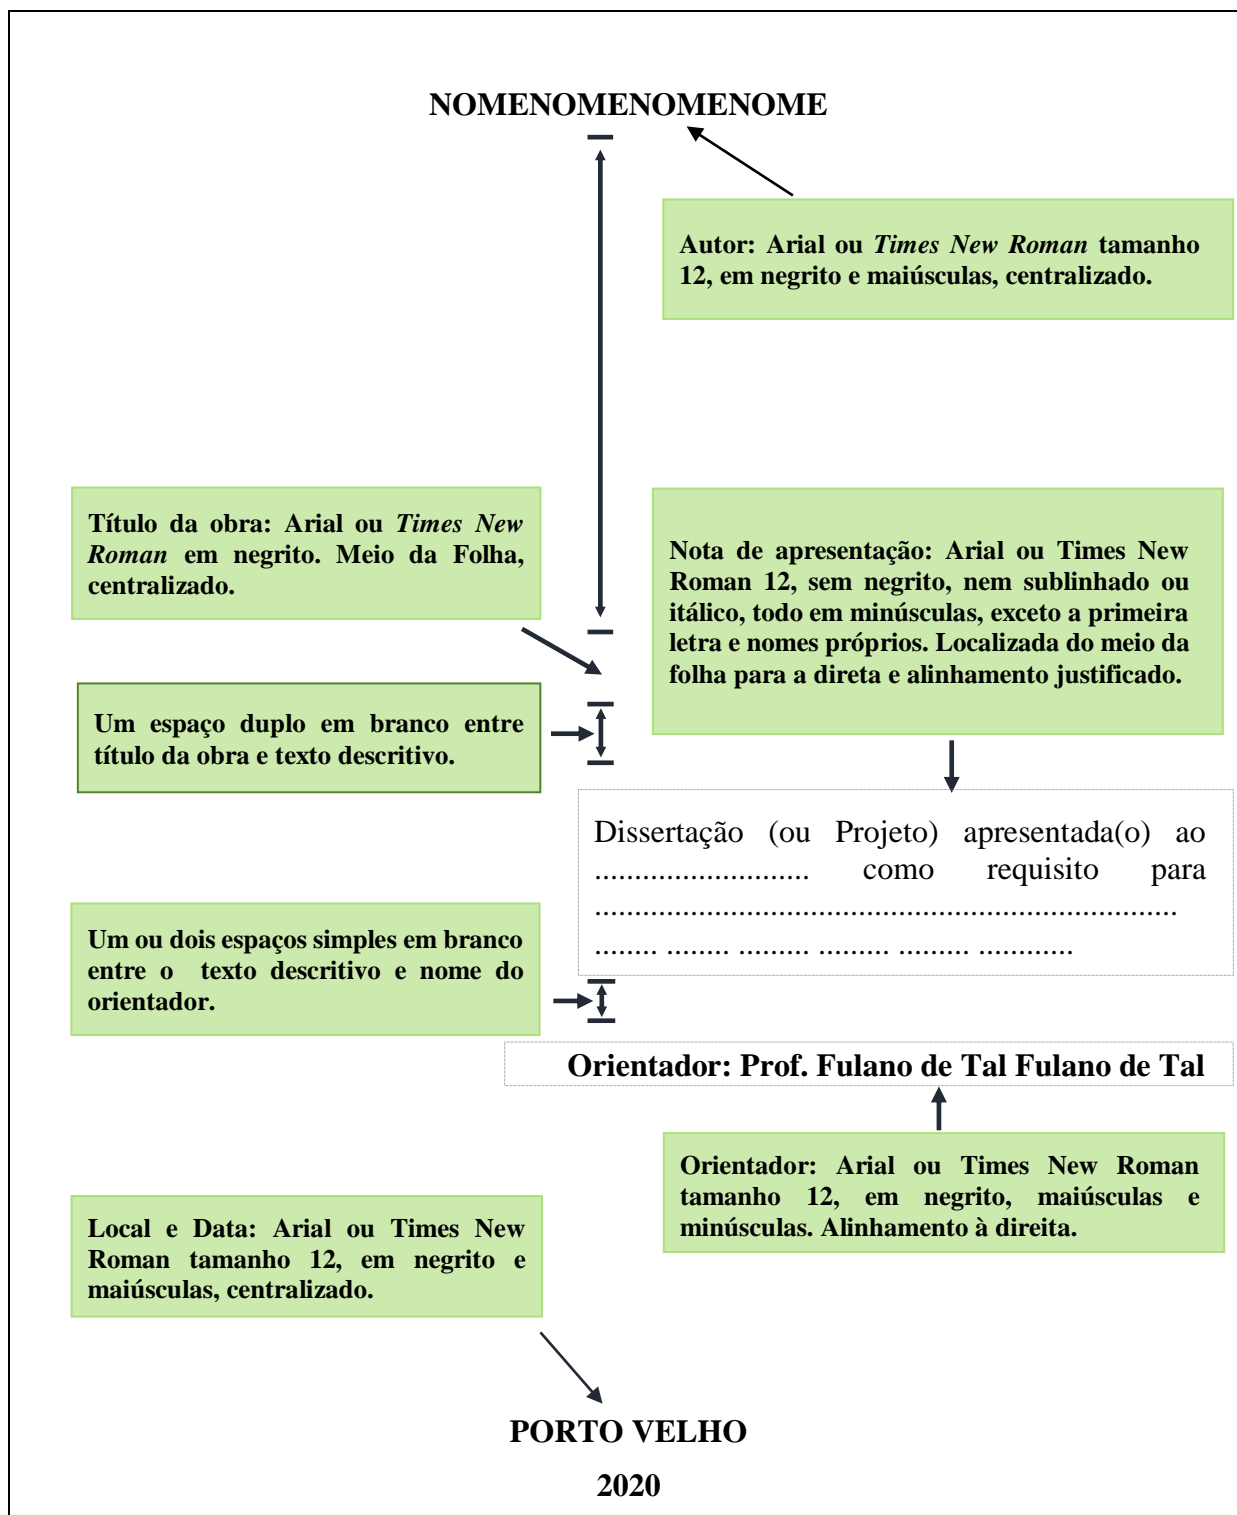 NOMENOMENOMENOME
Autor: Arial ou Times New Roman tamanho
12, em negrito e maiúsculas, centralizado.
Título da obra: Arial ou Times New
Roman em negrito. Meio da Folha,
centralizado.
Nota de apresentação: Arial ou Times New
Roman 12, sem negrito, nem sublinhado ou
itálico, todo em minúsculas, exceto a primeira
letra e nomes próprios. Localizada do meio da
folha para a direta e alinhamento justificado.
Um espaço duplo em branco entre
título da obra e texto descritivo.
Dissertação (ou Projeto) apresentada(o) ao
........................... como requisito para
.........................................................................
........ ........ ......... ......... ......... ............
Um ou dois espaços simples em branco
entre o texto descritivo e nome do
orientador.
Orientador: Prof. Fulano de Tal Fulano de Tal
Orientador: Arial ou Times New Roman
tamanho 12, em negrito, maiúsculas e
minúsculas. Alinhamento à direita.
Local e Data: Arial ou Times New
Roman tamanho 12, em negrito e
maiúsculas, centralizado.
PORTO VELHO
2020